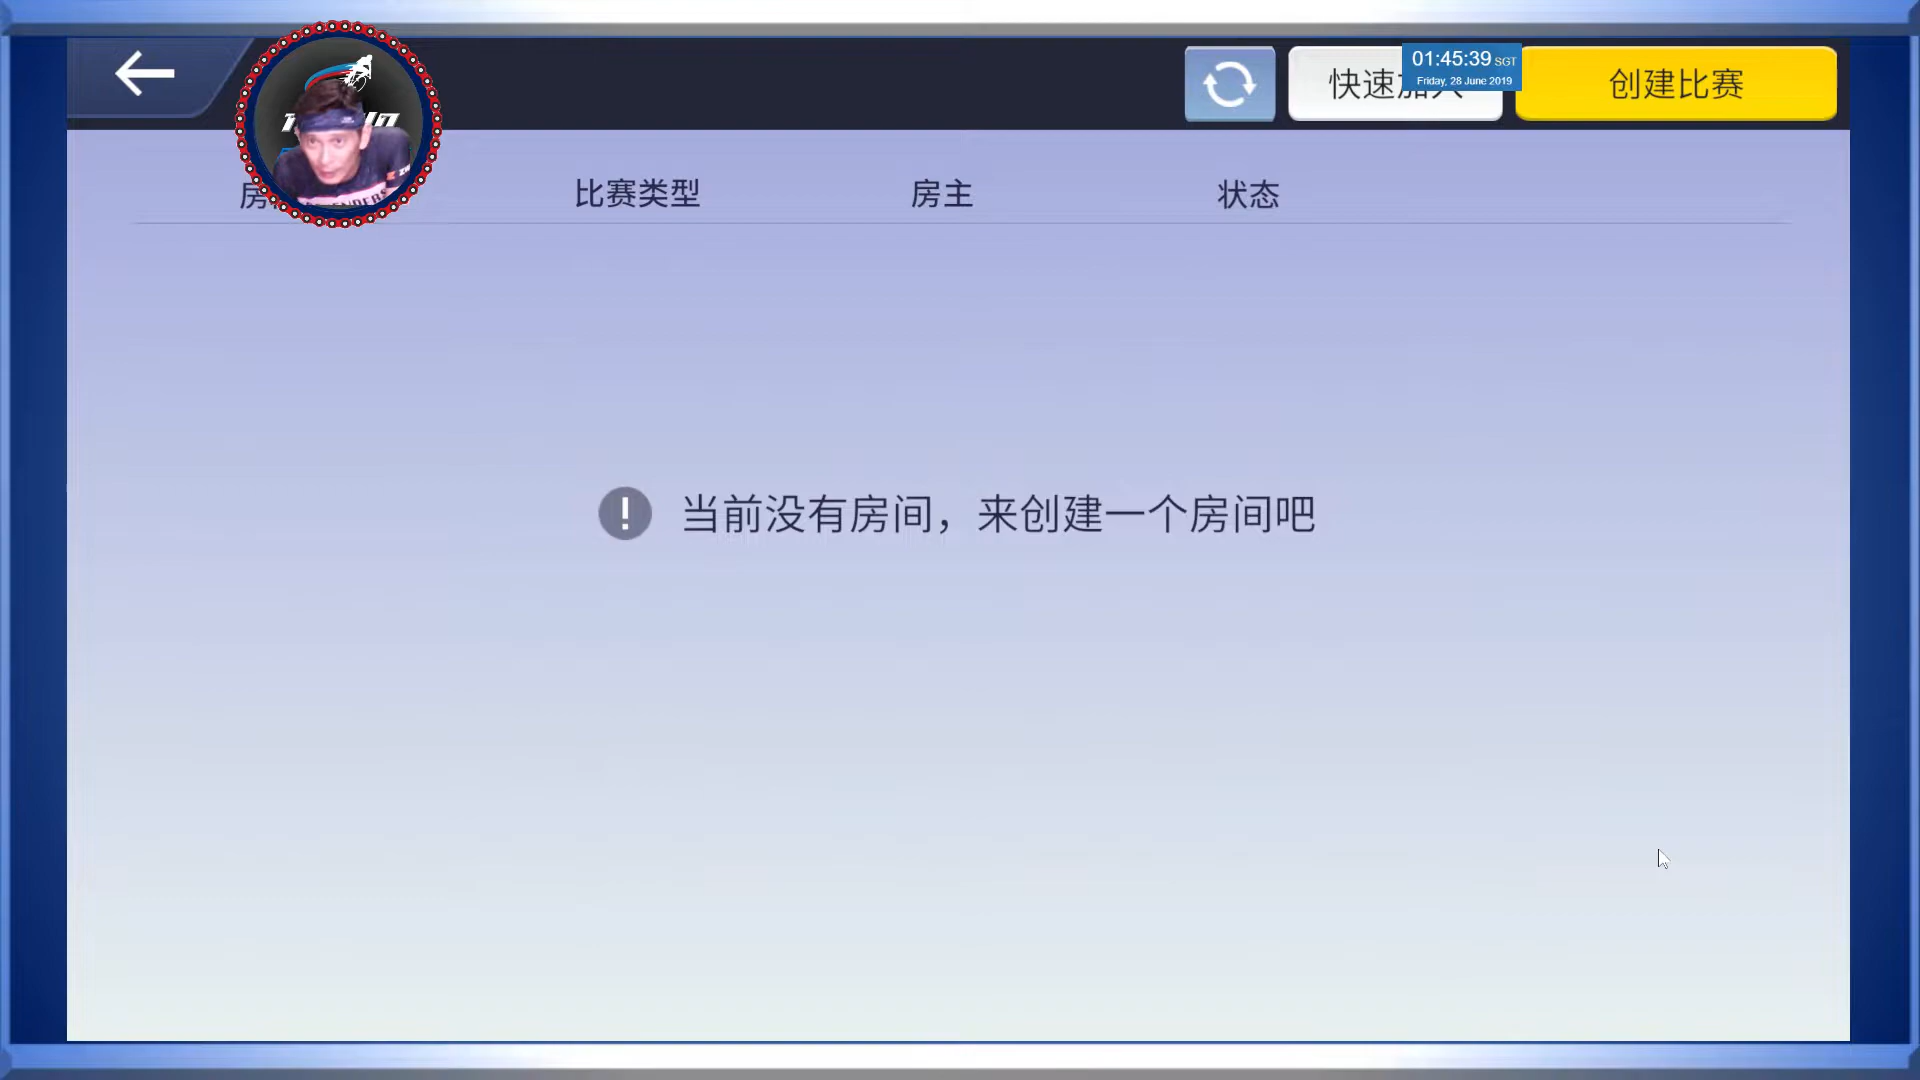 快速
01:45:39 SGT
Friday, 28 June 2019
创建比赛
比赛类型
房主
状态
当前没有房间，来创建一个房间吧